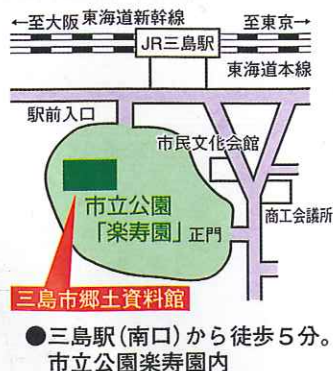 ←至大阪 東海道新幹線 至東京→
JR三島駅
東海道本線
駅前入口
市民文化会館
市立公園
「楽寿園」正門
商工会議所
三島市郷土資料館
●三島駅(南口)から徒歩5分。
市立公園楽寿園内